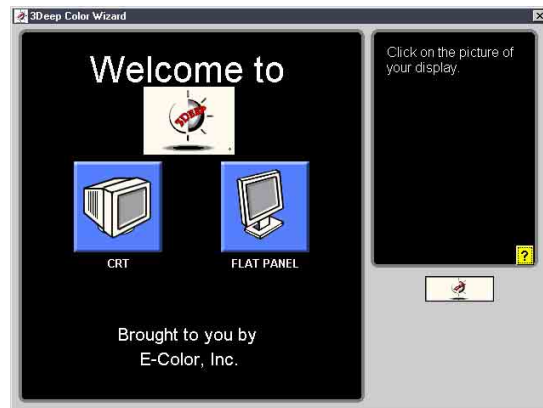 3Deep Color Wizard
Welcome to
3Deep
CRT
FLAT PANEL
Brought to you by
E-Color, Inc.
Click on the picture of
your display.
?